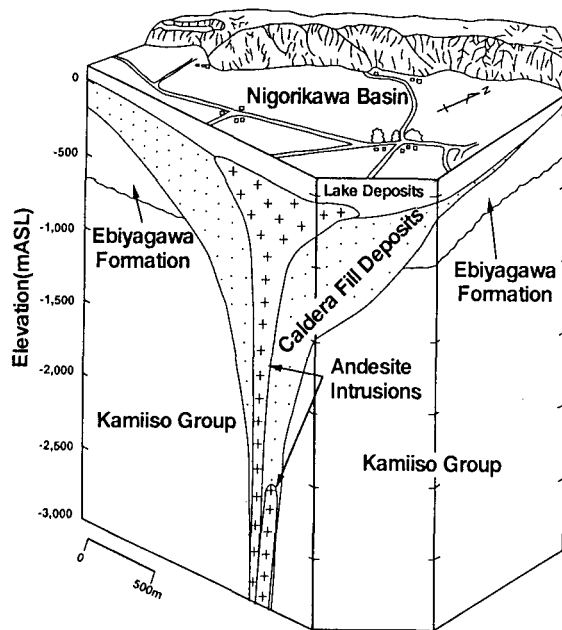 Nigorikawa Basin
N
Elevation(mASL)
0
-500
-1,000
-1,500
-2,000
-2,500
-3,000
Lake Deposits
Caldera Fill Deposits
Ebiyagawa
Formation
Ebiyagawa
Formation
Andesite
Intrusions
Kamiiso Group
Kamiiso Group
0
500m